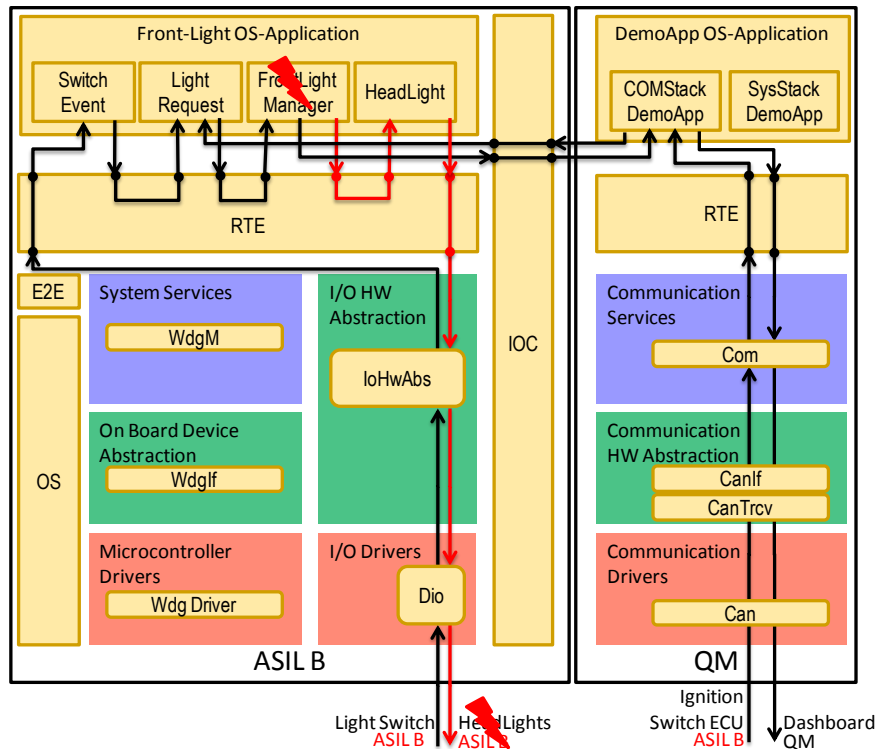 Front-Light OS-Application
Switch
Event
Light
Request
FrontLight
Manager
HeadLight
RTE
E2E
OS
System Services
WdgM
On Board Device
Abstraction
WdgIf
Microcontroller
Drivers
Wdg Driver
I/O HW
Abstraction
IoHwAbs
I/O Drivers
Dio
IOC
ASIL B
DemoApp OS-Application
COMStack
DemoApp
SysStack
DemoApp
RTE
Communication
Services
Com
Communication
HW Abstraction
CanIf
CanTrcv
Communication
Drivers
Can
QM
Light Switch
ASIL B
HeadLights
ASIL B
Ignition
Switch ECU
ASIL B
Dashboard
QM